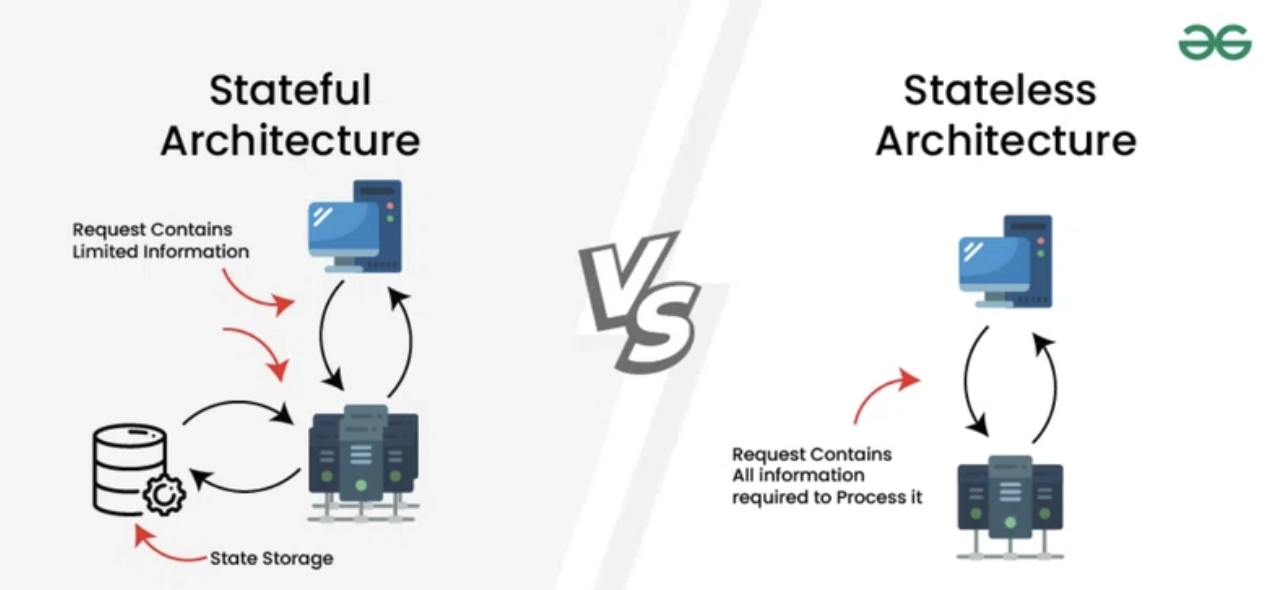 Stateful
Architecture
Request Contains
Limited Information
State Storage
VS
Stateless
Architecture
Request Contains
All information
required to Process it